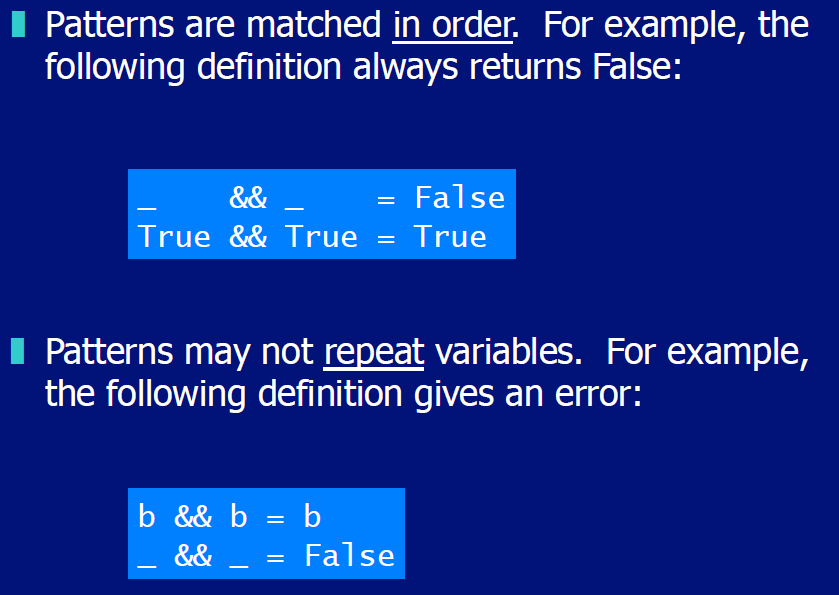 Patterns are matched in order.  For example, the
following definition always returns False:
_    && _    = False
True && True = True
Patterns may not repeat variables.  For example,
the following definition gives an error:
b && b = b
_ && _ = False